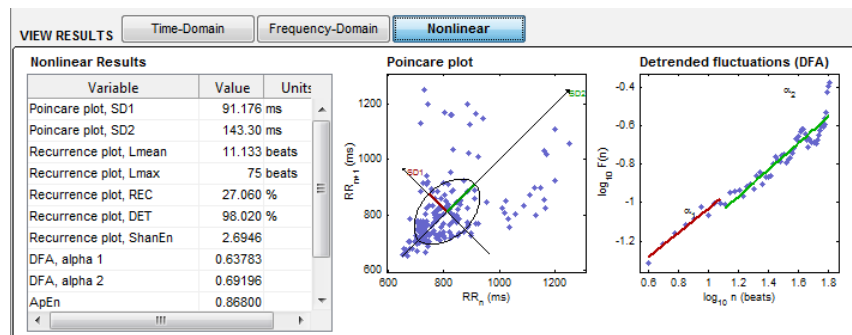 VIEW RESULTS Time-Domain Frequency-Domain Nonlinear
Nonlinear Results
Variable Value Units
Poincare plot, SD1 91.176 ms
Poincare plot, SD2 143.30 ms
Recurrence plot, Lmean 11.133 beats
Recurrence plot, Lmax 75 beats
Recurrence plot, REC 27.060 %
Recurrence plot, DET 98.020 %
Recurrence plot, ShanEn 2.6946
DFA, alpha 1 0.63783
DFA, alpha 2 0.69196
ApEn 0.86800
Poincare plot
SD2
1200
1000
800
600
SD1
RRn+1 (ms)
600 800 1000 1200
RRn (ms)
Detrended fluctuations (DFA)
-0.4
-0.6
-0.8
-1
-1.2
α2
α1
log10 F(n)
0.6 0.8 1 1.2 1.4 1.6 1.8
log10 n (beats)